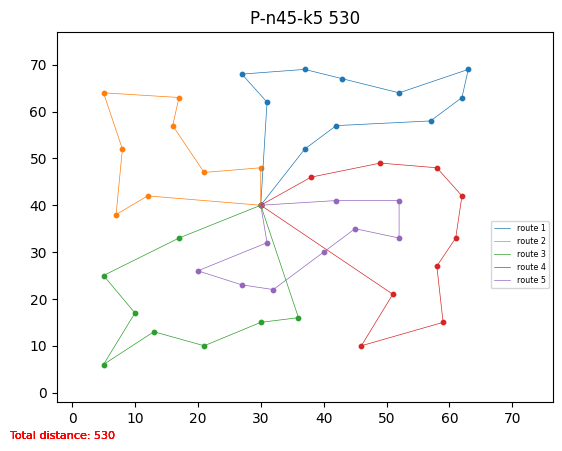 P-n45-k5 530
70
60
50
40
30
20
10
0
route 1
route 2
route 3
route 4
route 5
0 10 20 30 40 50 60 70
Total distance: 530